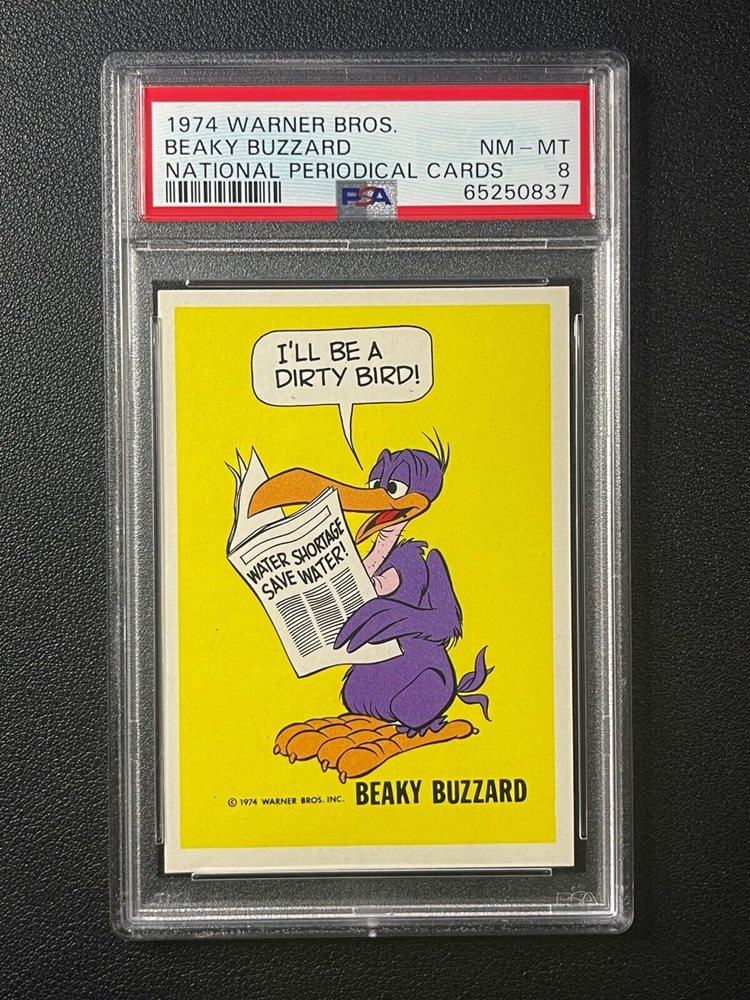 1974 WARNER BROS.
BEAKY BUZZARD NM - MT
NATIONAL PERIODICAL CARDS 8
PSA 65250837
I'LL BE A
DIRTY BIRD!
WATER SHORTAGE
SAVE WATER!
© 1974 WARNER BROS. INC. BEAKY BUZZARD
PSA